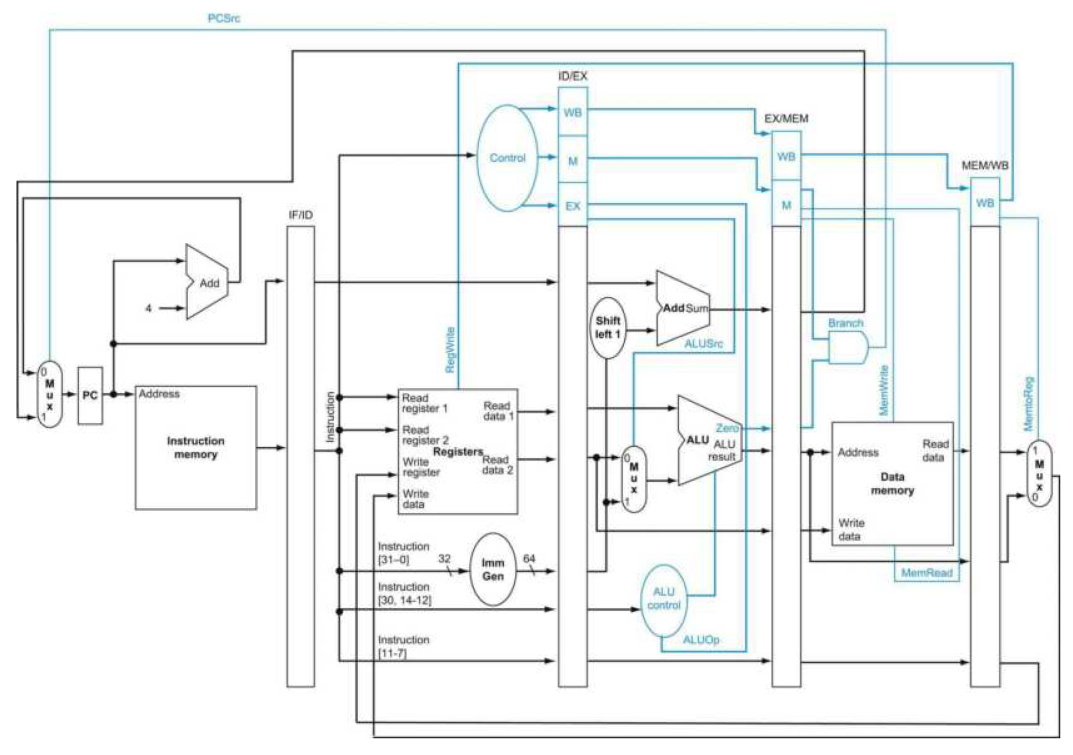 PCSrc
ID/EX
WB
EX/MEM
Control
M
WB
MEM/WB
EX
M
WB
IF/ID
Add
4
Shift
left 1
Add Sum
Branch
ALUSrc
RegWrite
MemWrite
MemtoReg
0
M
u
x
1
PC
Address
Instruction
memory
Instruction
Read
register 1
Read
data 1
Read
register 2
Registers
Write
register
Read
data 2
Write
data
0
M
u
x
1
Zero
ALU
ALU
result
Address
Read
data
Data
memory
Write
data
1
M
u
x
0
MemRead
Instruction
[31–0]
32
Imm
Gen
64
Instruction
[30, 14-12]
ALU
control
ALUOp
Instruction
[11-7]